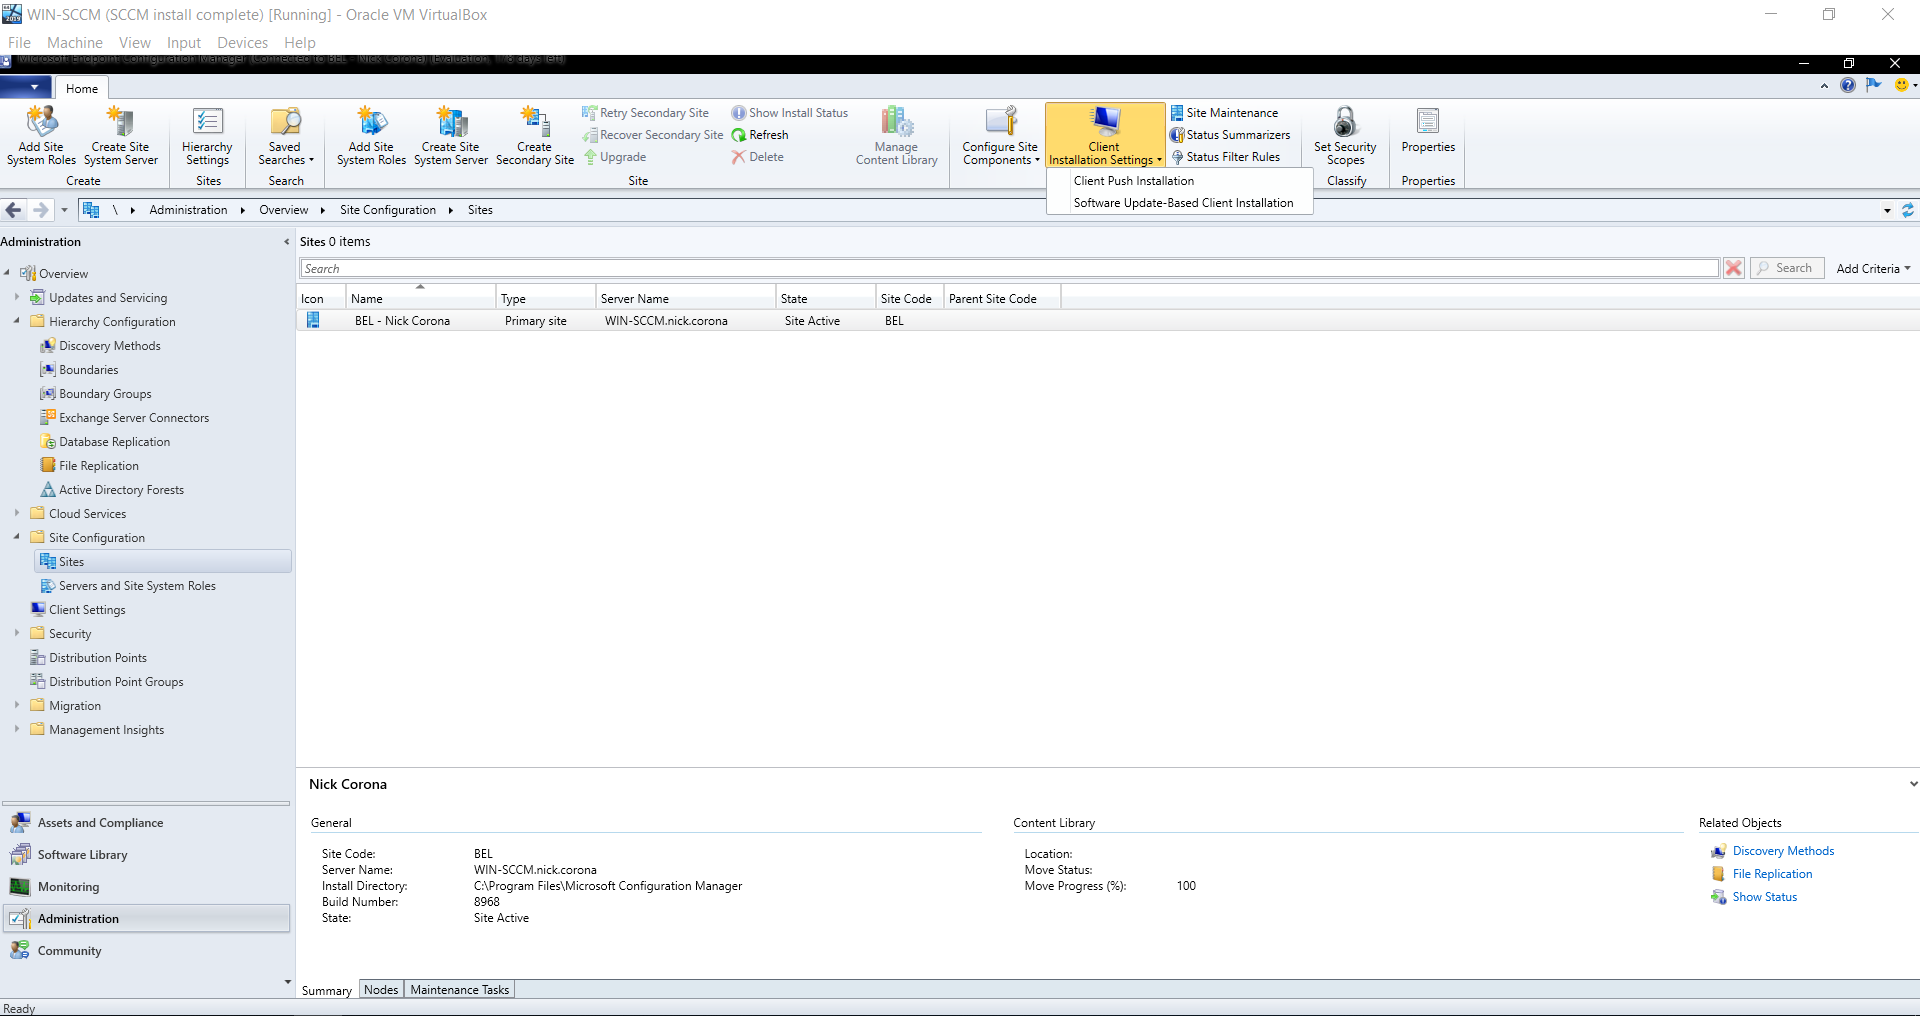 WIN-SCCM (SCCM install complete) [Running] - Oracle VM VirtualBox
File Machine View Input Devices Help
Microsoft Endpoint Configuration Manager (Connected to BEL - Nick Corona) (Evaluation, 178 days left)
Home
Add Site System Roles
Create Site System Server
Create
Hierarchy Settings
Sites
Saved Searches
Search
Add Site System Roles
Create Site System Server
Create Secondary Site
Retry Secondary Site
Recover Secondary Site
Upgrade
Show Install Status
Refresh
Delete
Manage Content Library
Site
Configure Site Components
Client Installation Settings
Site Maintenance
Status Summarizers
Status Filter Rules
Set Security Scopes
Classify
Properties
Properties
Client Push Installation
Software Update-Based Client Installation
\ Administration Overview Site Configuration Sites
Administration
Overview
Updates and Servicing
Hierarchy Configuration
Discovery Methods
Boundaries
Boundary Groups
Exchange Server Connectors
Database Replication
File Replication
Active Directory Forests
Cloud Services
Site Configuration
Sites
Servers and Site System Roles
Client Settings
Security
Distribution Points
Distribution Point Groups
Migration
Management Insights
Assets and Compliance
Software Library
Monitoring
Administration
Community
Sites 0 items
Search
Search
Add Criteria
Icon Name Type Server Name State Site Code Parent Site Code
BEL - Nick Corona Primary site WIN-SCCM.nick.corona Site Active BEL
Nick Corona
General
Site Code: BEL
Server Name: WIN-SCCM.nick.corona
Install Directory: C:\Program Files\Microsoft Configuration Manager
Build Number: 8968
State: Site Active
Content Library
Location:
Move Status:
Move Progress (%): 100
Related Objects
Discovery Methods
File Replication
Show Status
Summary Nodes Maintenance Tasks
Ready